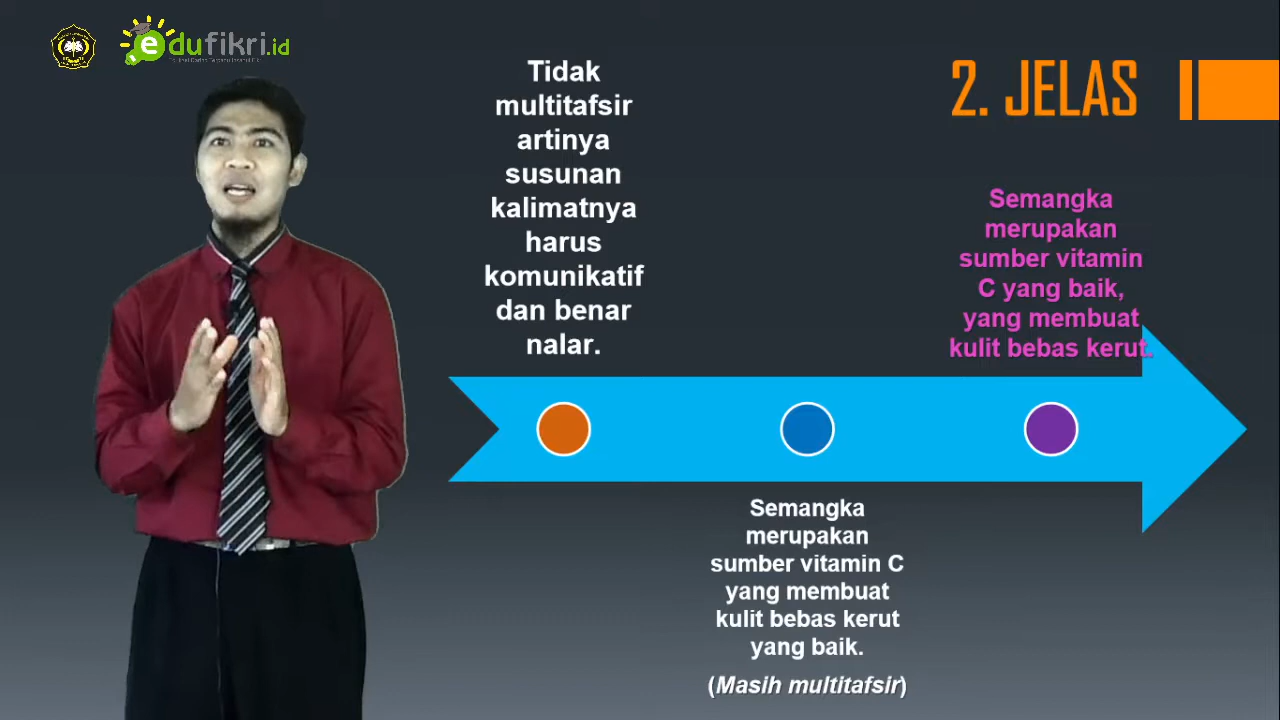 edufikri.id
2. JELAS
Tidak
multitafsir
artinya
susunan
kalimatnya
harus
komunikatif
dan benar
nalar.
Semangka
merupakan
sumber vitamin C
yang membuat
kulit bebas kerut
yang baik.
(Masih multitafsir)
Semangka
merupakan
sumber vitamin
C yang baik,
yang membuat
kulit bebas kerut.